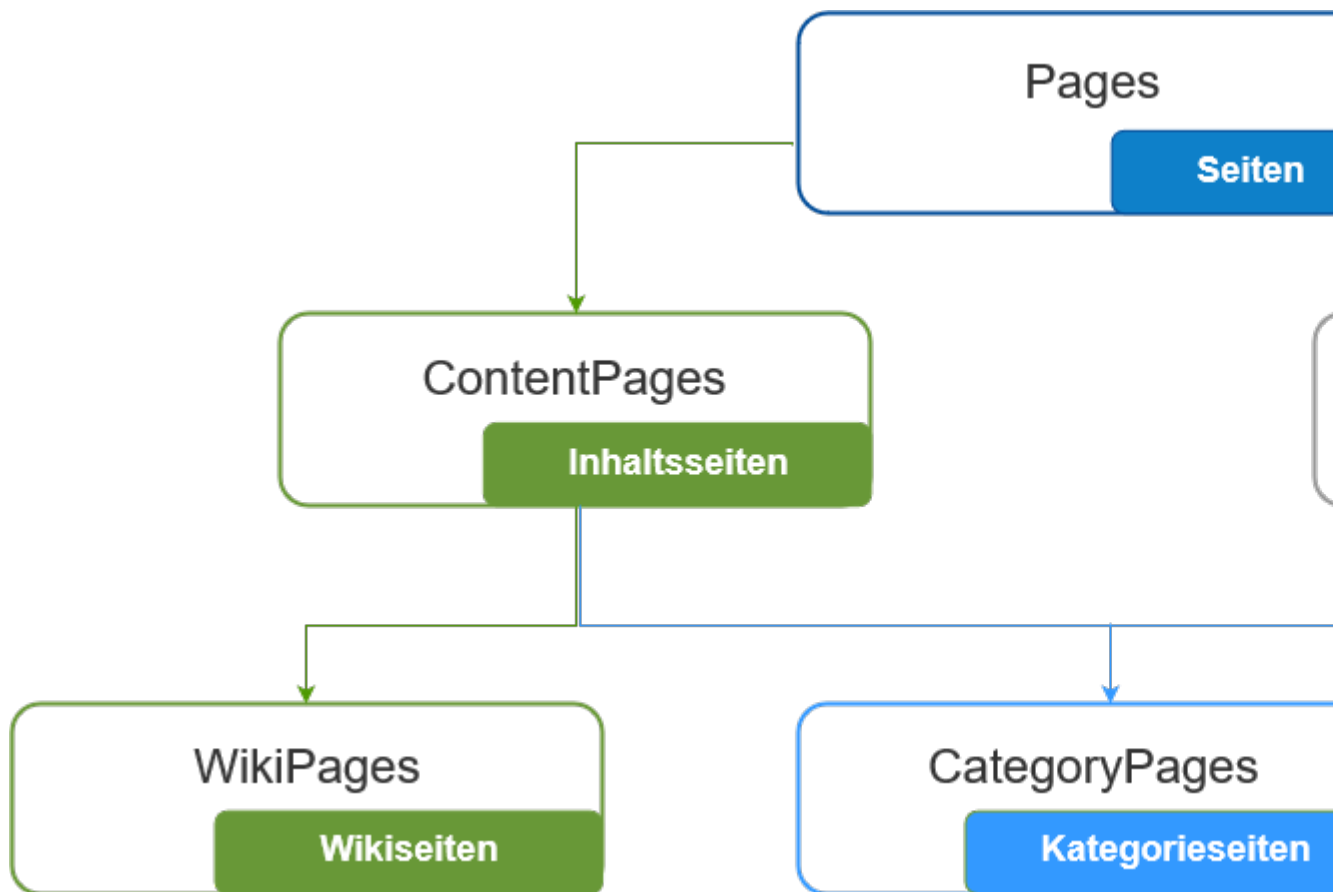 Pages
Seiten
ContentPages
Inhaltsseiten
WikiPages
Wikiseiten
CategoryPages
Kategorieseiten